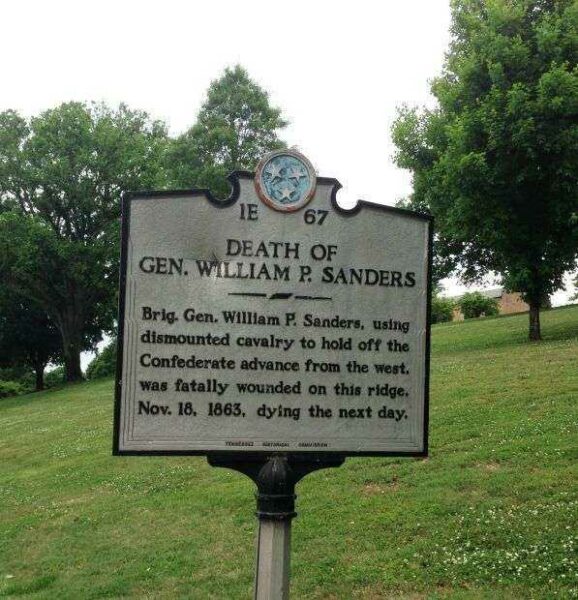 1E 67
DEATH OF
GEN. WILLIAM P. SANDERS
Brig. Gen. William P. Sanders, using
dismounted cavalry to hold off the
Confederate advance from the west,
was fatally wounded on this ridge,
Nov. 18, 1863, dying the next day.
TENNESSEE HISTORICAL COMMISSION